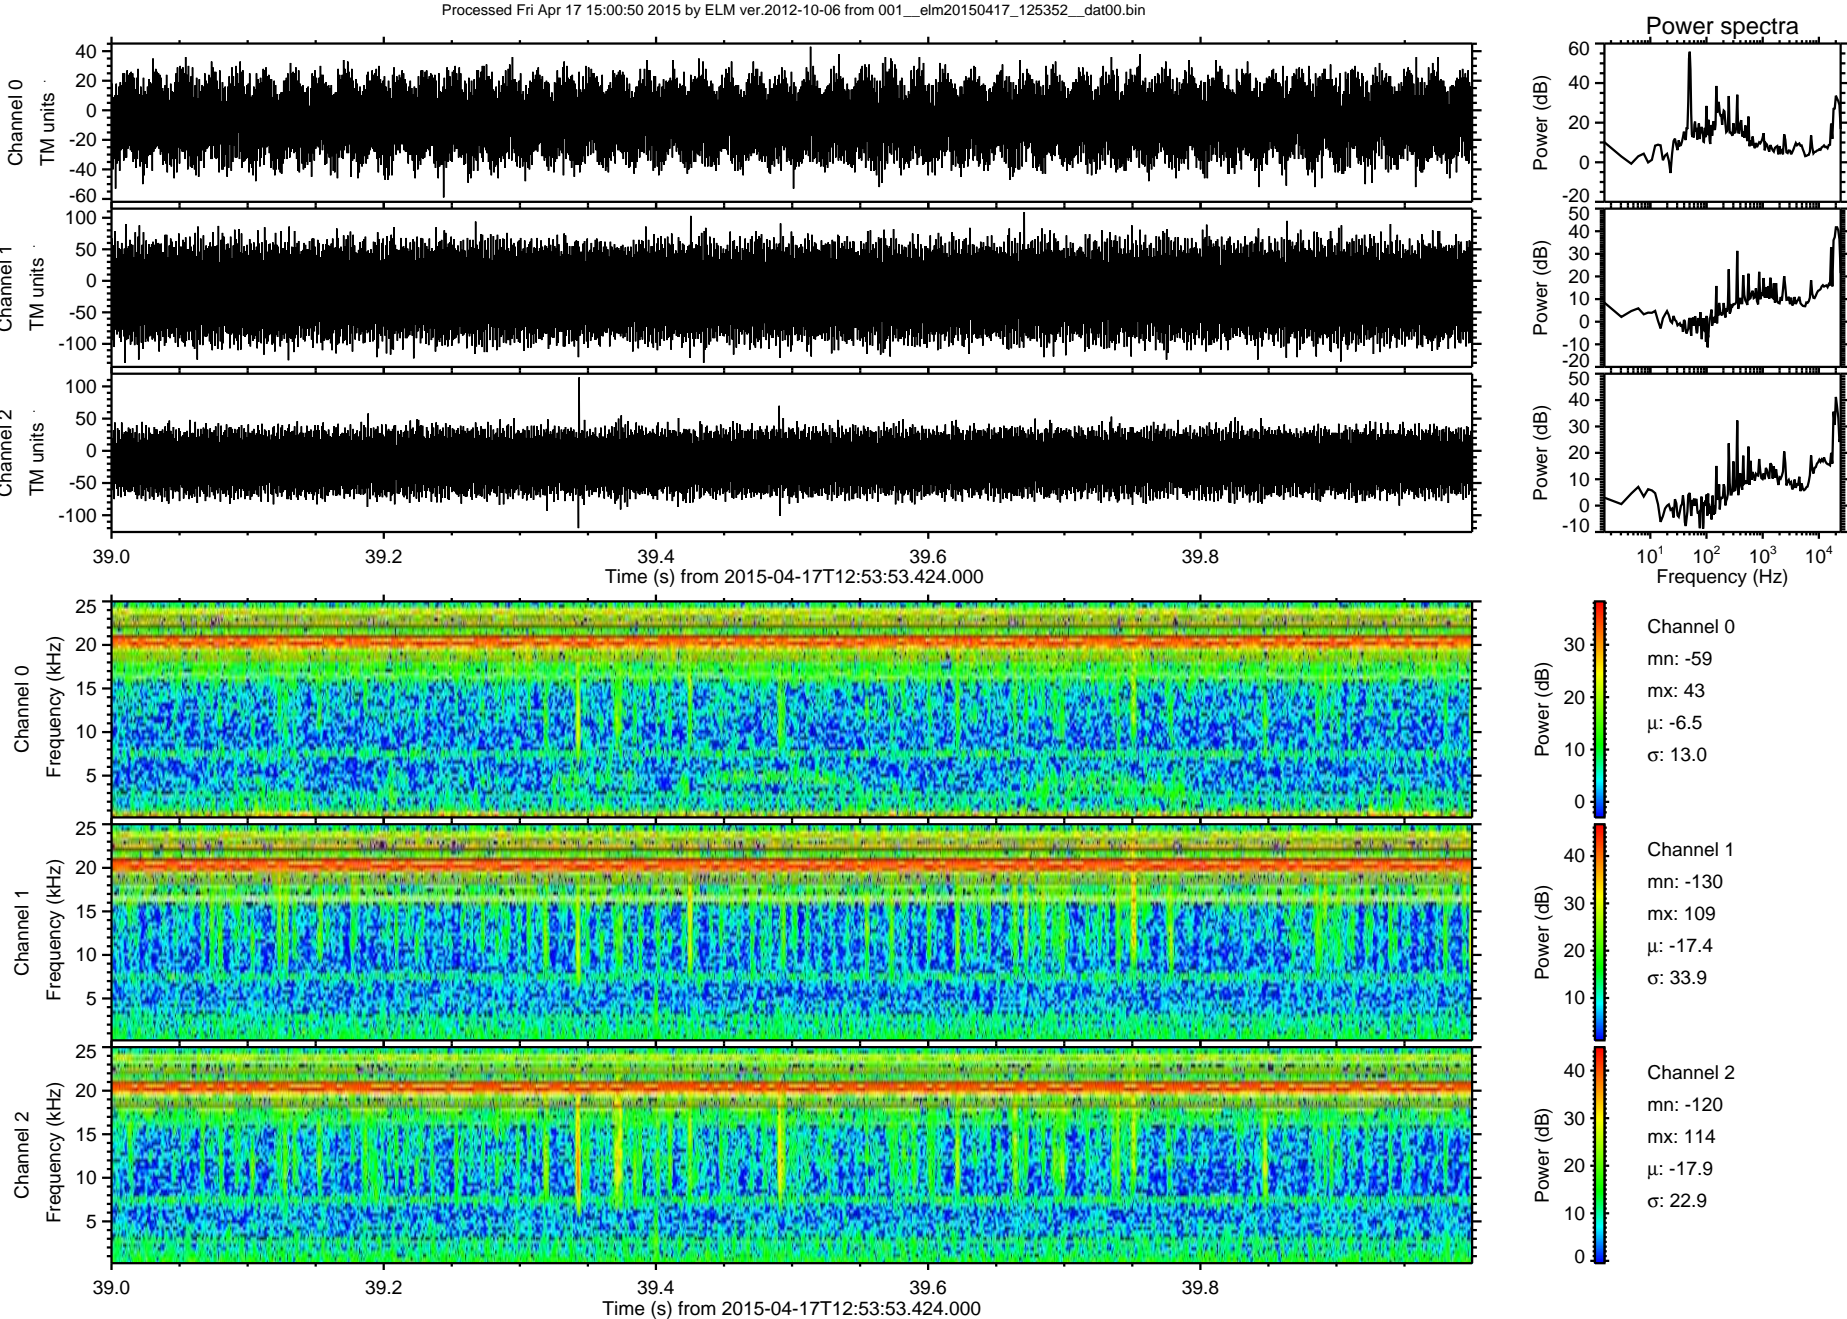 Processed Fri Apr 17 15:00:50 2015 by ELM ver.2012-10-06 from 001__elm20150417_125352__dat00.bin
Power spectra
Channel 0
TM units
40
20
0
-20
-40
-60
Power (dB)
60
40
20
0
-20
Channel 1
TM units
100
50
0
-50
-100
Power (dB)
50
40
30
20
10
0
-10
-20
Channel 2
TM units
100
50
0
-50
-100
Power (dB)
50
40
30
20
10
0
-10
39.0 39.2 39.4 39.6 39.8
Time (s) from 2015-04-17T12:53:53.424.000
10¹ 10² 10³ 10⁴
Frequency (Hz)
Channel 0
Frequency (kHz)
25
20
15
10
5
Power (dB)
30
20
10
0
Channel 0
mn: -59
mx: 43
μ: -6.5
σ: 13.0
Channel 1
Frequency (kHz)
25
20
15
10
5
Power (dB)
40
30
20
10
Channel 1
mn: -130
mx: 109
μ: -17.4
σ: 33.9
Channel 2
Frequency (kHz)
25
20
15
10
5
Power (dB)
40
30
20
10
0
Channel 2
mn: -120
mx: 114
μ: -17.9
σ: 22.9
39.0 39.2 39.4 39.6 39.8
Time (s) from 2015-04-17T12:53:53.424.000